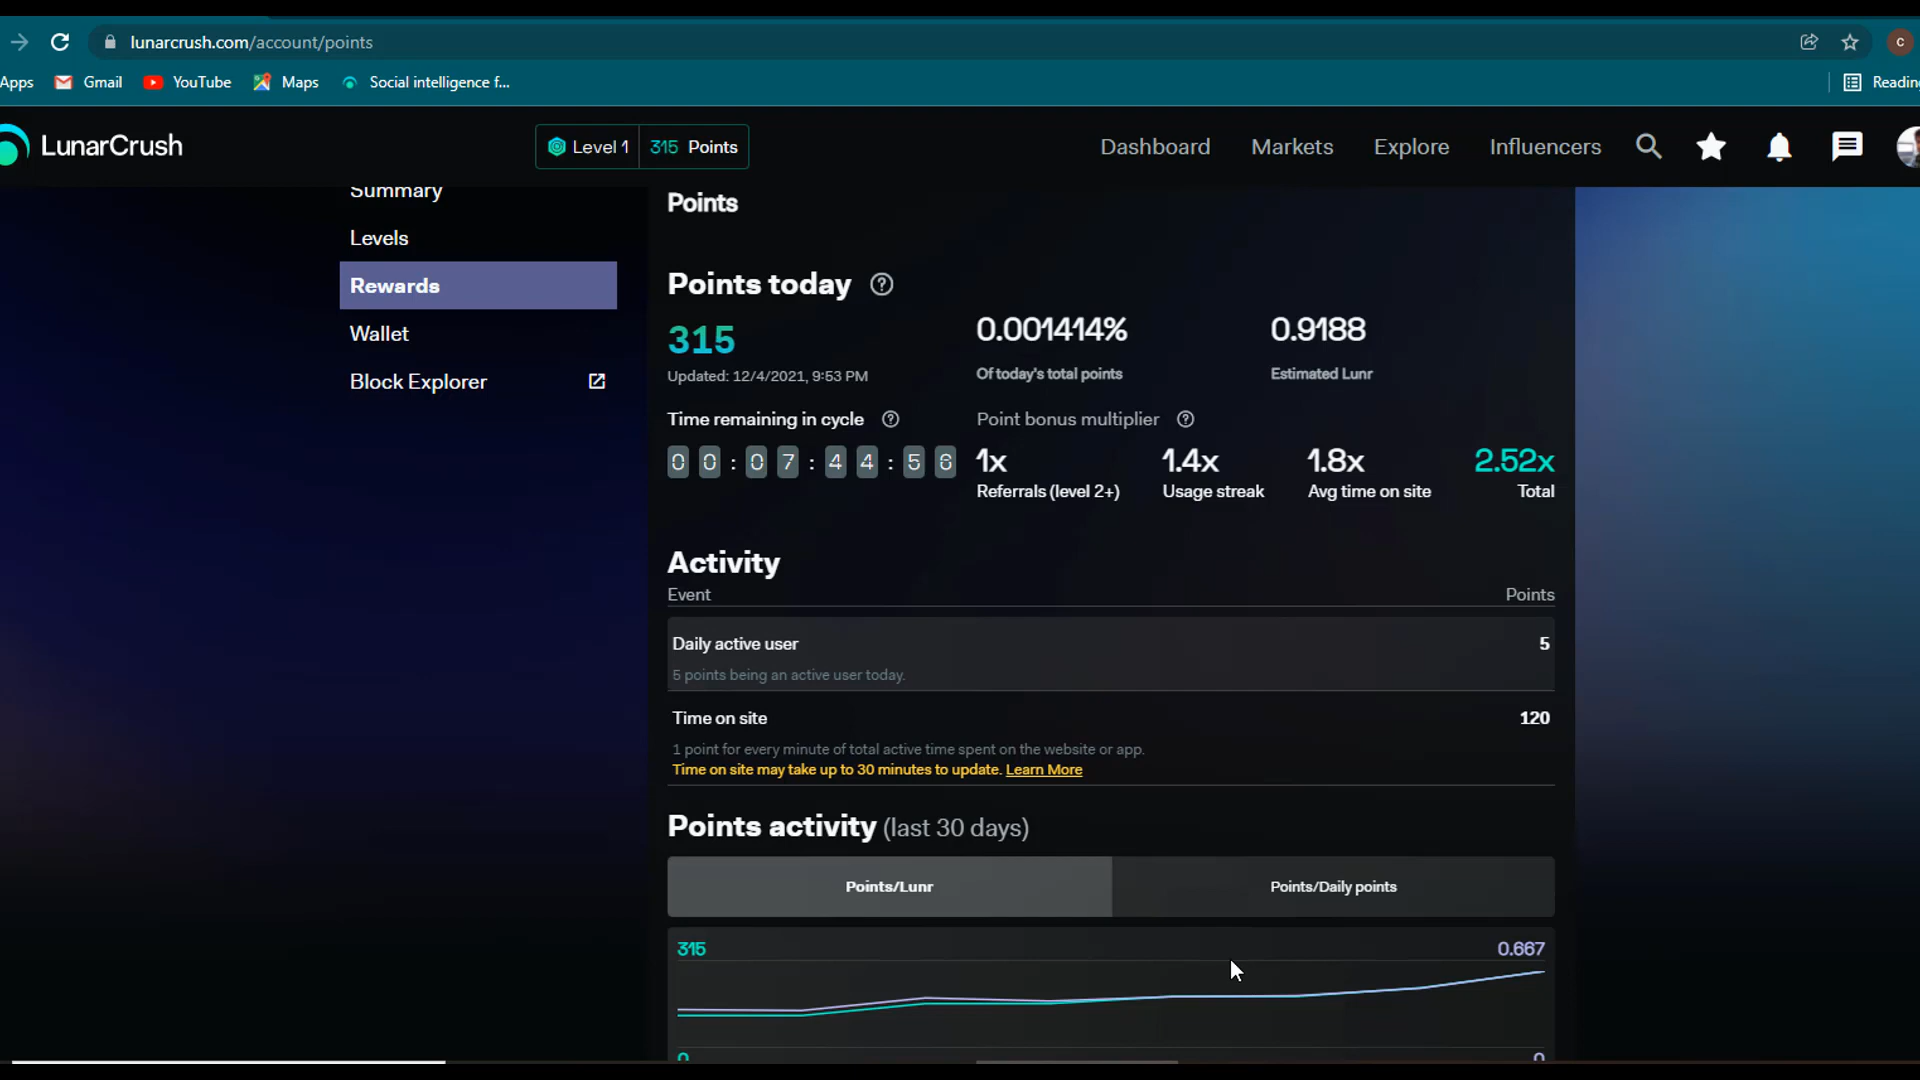 lunarcrush.com/account/points
C
Apps Gmail YouTube Maps Social intelligence f...
LunarCrush
Level 1 315 Points
Dashboard Markets Explore Influencers
Summary
Levels
Rewards
Wallet
Block Explorer
Points
Points today ?
315 0.001414% 0.9188
Updated: 12/4/2021, 9:53 PM Of today's total points Estimated Lunr
Time remaining in cycle ? Point bonus multiplier ?
00:07:44:56 1x 1.4x 1.8x 2.52x
Referrals (level 2+) Usage streak Avg time on site Total
Activity
Event Points
Daily active user 5
5 points being an active user today.
Time on site 120
1 point for every minute of total active time spent on the website or app.
Time on site may take up to 30 minutes to update. Learn More
Points activity (last 30 days)
Points/Lunr Points/Daily points
315 0.667
0 0